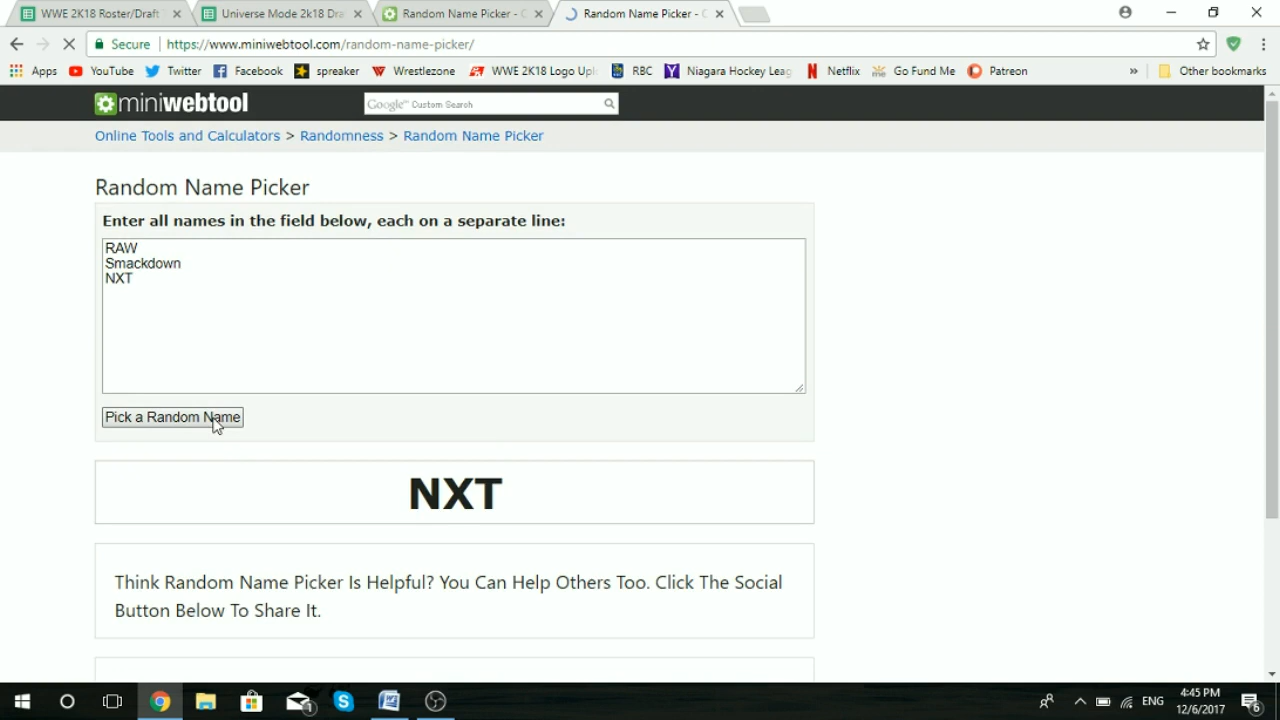 WWE 2K18 Roster/Draft
Universe Mode 2k18 Dra
Random Name Picker - C
Random Name Picker - C
Secure
https://www.miniwebtool.com/random-name-picker/
Apps YouTube Twitter Facebook spreaker Wrestlezone WWE 2K18 Logo Upl RBC Niagara Hockey Leag Netflix Go Fund Me Patreon » Other bookmarks
miniwebtool
Google™ Custom Search
Online Tools and Calculators > Randomness > Random Name Picker
Random Name Picker
Enter all names in the field below, each on a separate line:
RAW
Smackdown
NXT
Pick a Random Name
NXT
Think Random Name Picker Is Helpful? You Can Help Others Too. Click The Social
Button Below To Share It.
ENG
4:45 PM
12/6/2017
1
6